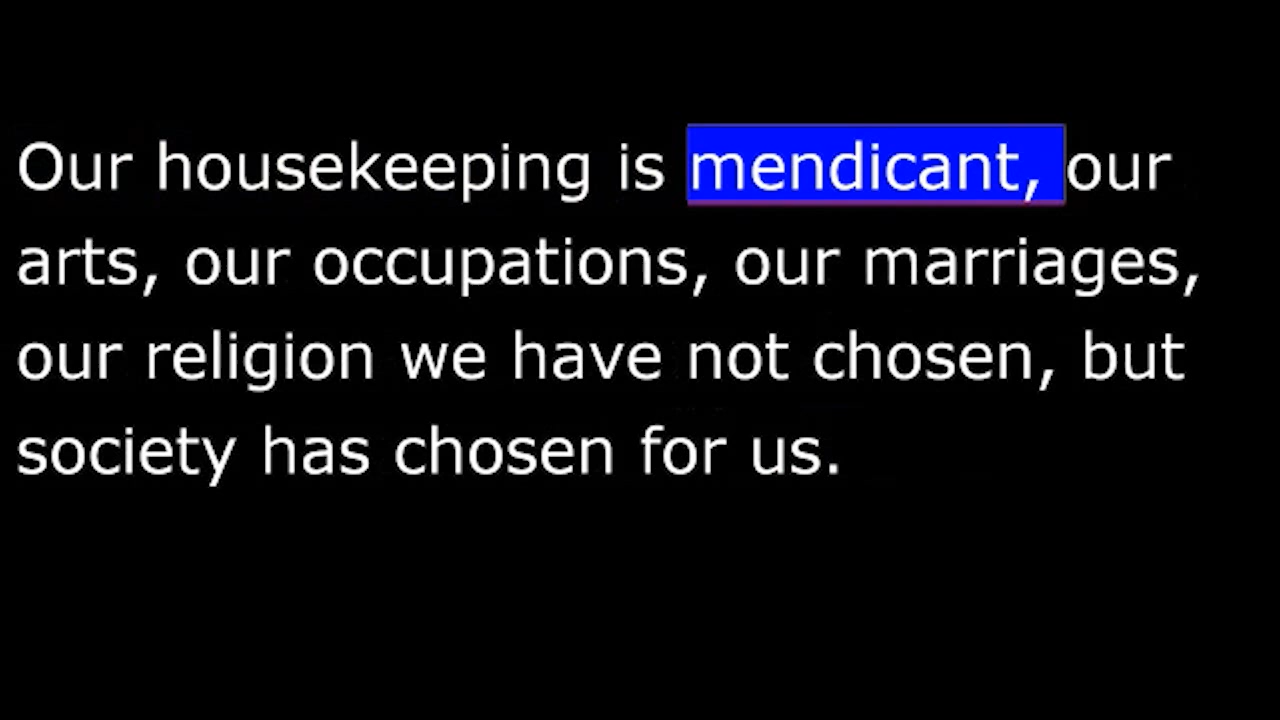 Our housekeeping is mendicant, our
arts, our occupations, our marriages,
our religion we have not chosen, but
society has chosen for us.